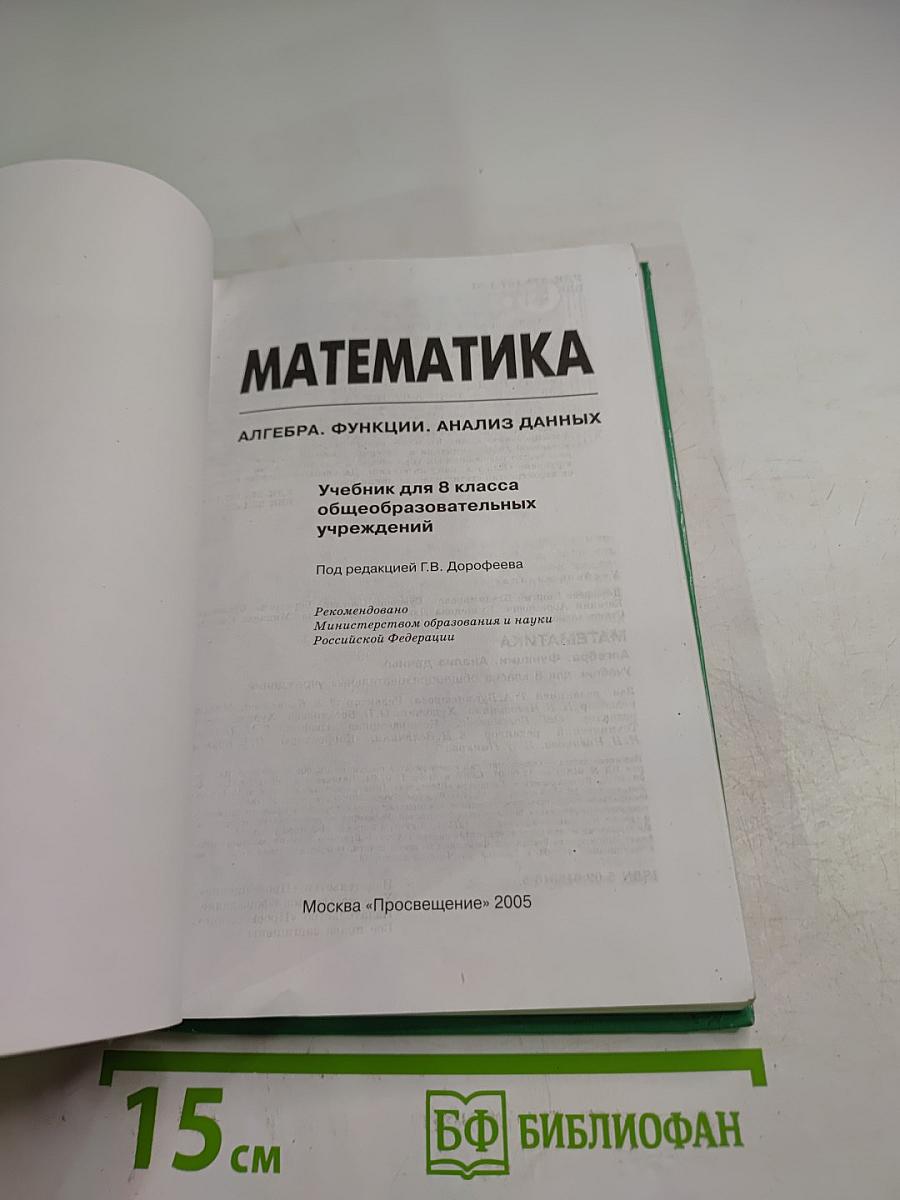 МАТЕМАТИКА
АЛГЕБРА. ФУНКЦИИ. АНАЛИЗ ДАННЫХ
Учебник для 8 класса
общеобразовательных
учреждений
Под редакцией Г.В. Дорофеева
Рекомендовано
Министерством образования и науки
Российской Федерации
Москва «Просвещение» 2005
15 см
БФ БИБЛИОФАН